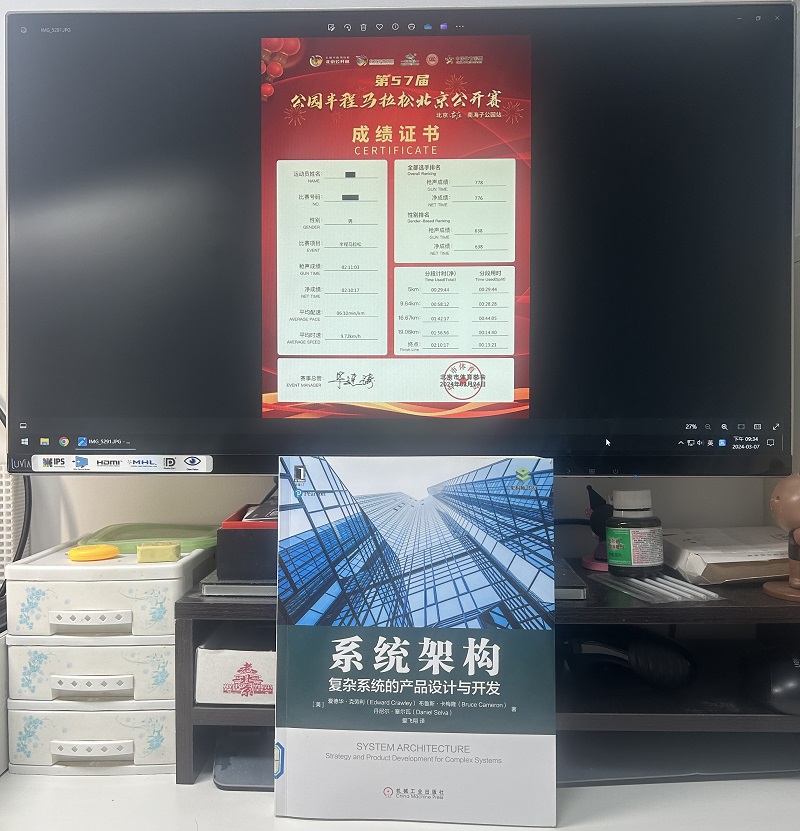 IMG_5291.JPG
北京公开赛
第57届
公园半程马拉松北京公开赛
北京 南海子公园站
成绩证书
CERTIFICATE
运动员姓名:
NAME
比赛号码:
NO.
性别: 男
GENDER
比赛项目: 半程马拉松
EVENT
枪声成绩: 02:11:03
GUN TIME
净成绩: 02:10:17
NET TIME
平均配速: 06:33min/km
AVERAGE PACE
平均时速: 9.72km/h
AVERAGE SPEED
全部选手排名
Overall Ranking
枪声成绩: 778
GUN TIME
净成绩: 776
NET TIME
性别排名
Gender-Based Ranking
枪声成绩: 638
GUN TIME
净成绩: 638
NET TIME
分段计时(净) 分段用时
Time Used(Total) Time Used(Split)
5km: 00:29:44 00:29:44
9.64km: 00:58:12 00:28:28
16.67km: 01:42:17 00:44:05
19.08km: 01:56:56 00:14:40
终点: 02:10:17 00:13:21
Finish Line
赛事总管:
EVENT MANAGER
北京市体育总会
27%
IMG_5291.JPG - ...
英
下午 09:34
2024-03-07
LUVIA
IPS
HDMI
MHL
系统架构
复杂系统的产品设计与开发
[美] 爱德华·克劳利（Edward Crawley）布鲁斯·卡梅隆（Bruce Cameron） 著
丹尼尔·塞尔瓦（Daniel Selva）
爱飞翔 译
SYSTEM ARCHITECTURE
Strategy and Product Development for Complex Systems
机械工业出版社
China Machine Press